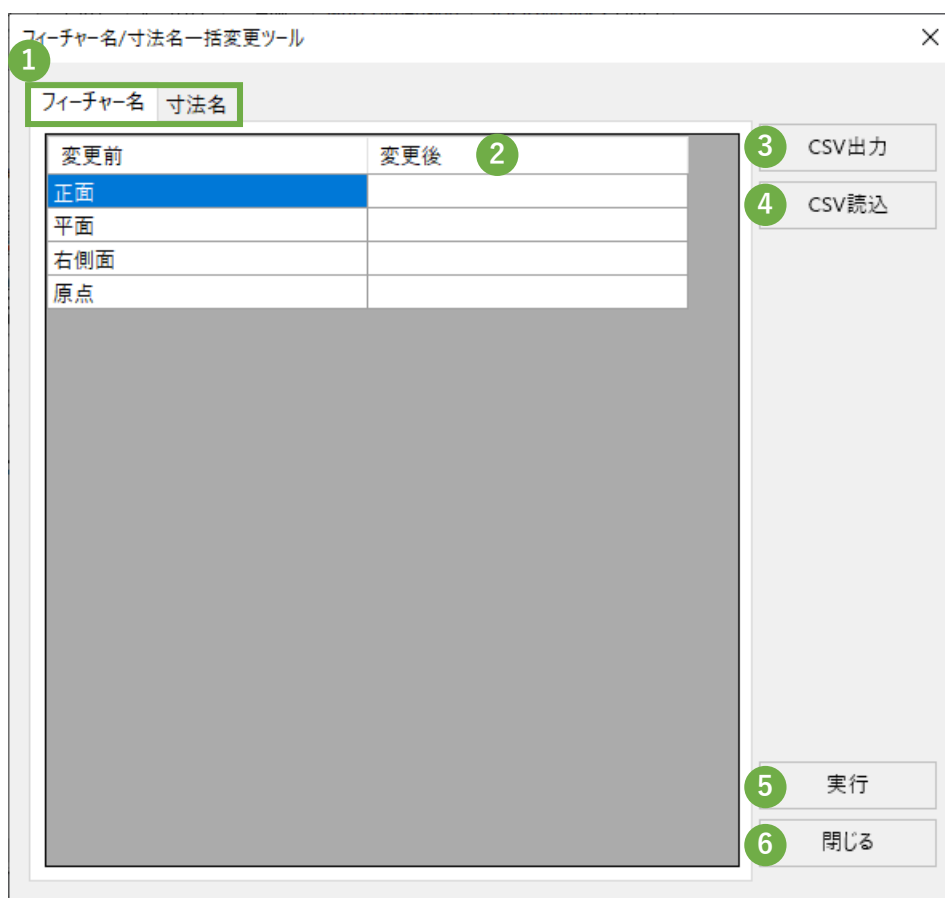 フィーチャー名/寸法名一括変更ツール
1
フィーチャー名 寸法名
変更前 変更後 2
正面
平面
右側面
原点
3 CSV出力
4 CSV読込
5 実行
6 閉じる